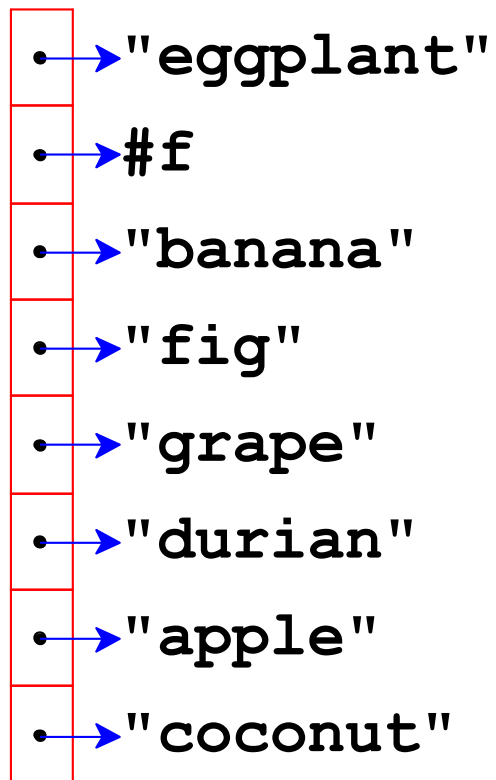 "eggplant"
#f
"banana"
"fig"
"grape"
"durian"
"apple"
"coconut"